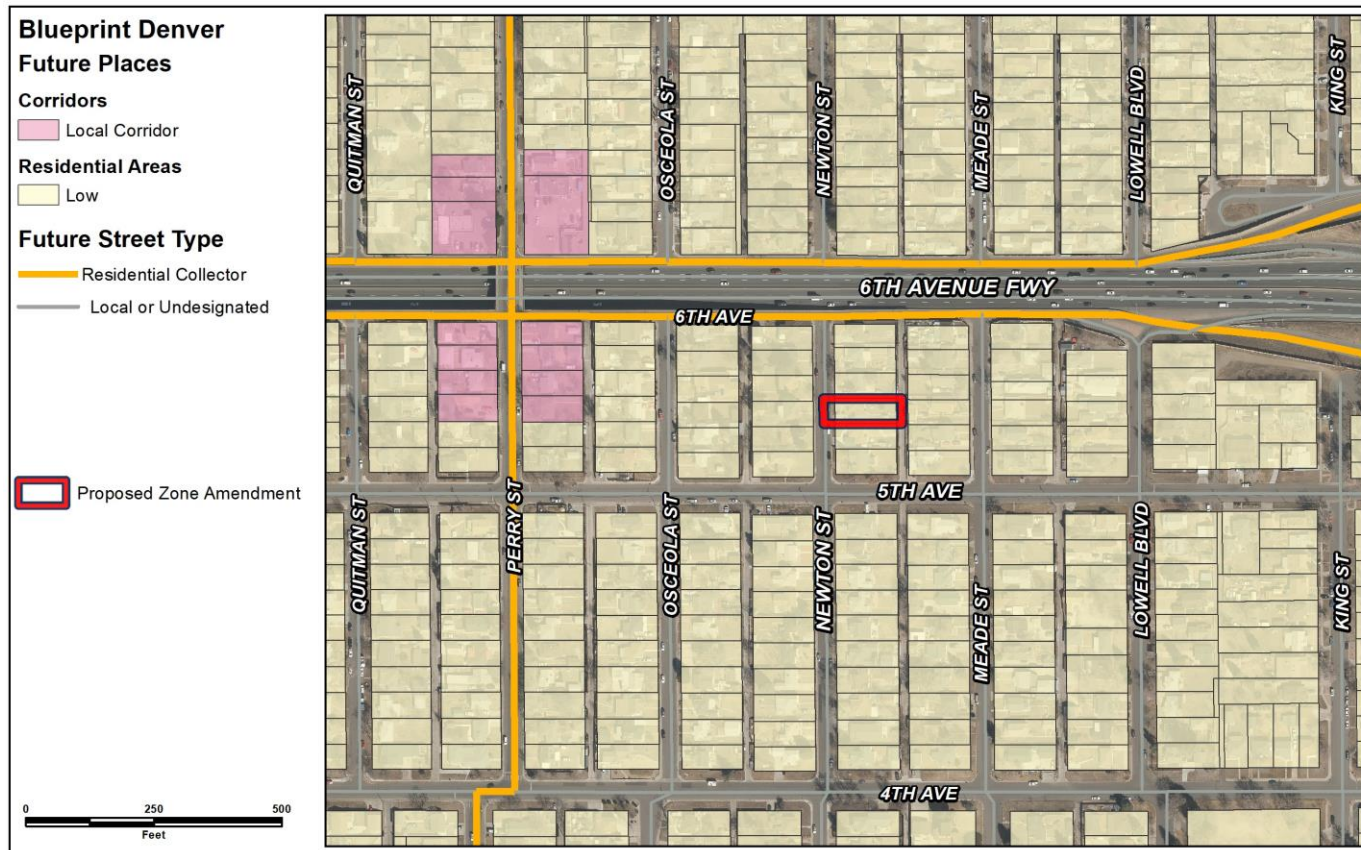 Blueprint Denver
Future Places
Corridors
Local Corridor
Residential Areas
Low
Future Street Type
Residential Collector
Local or Undesignated
Proposed Zone Amendment
0 250 500
Feet
QUITMAN ST
OSCEOLA ST
NEWTON ST
MEADE ST
LOWELL BLVD
KING ST
6TH AVENUE FWY
6TH AVE
5TH AVE
QUITMAN ST
PERRY ST
OSCEOLA ST
NEWTON ST
MEADE ST
LOWELL BLVD
KING ST
4TH AVE